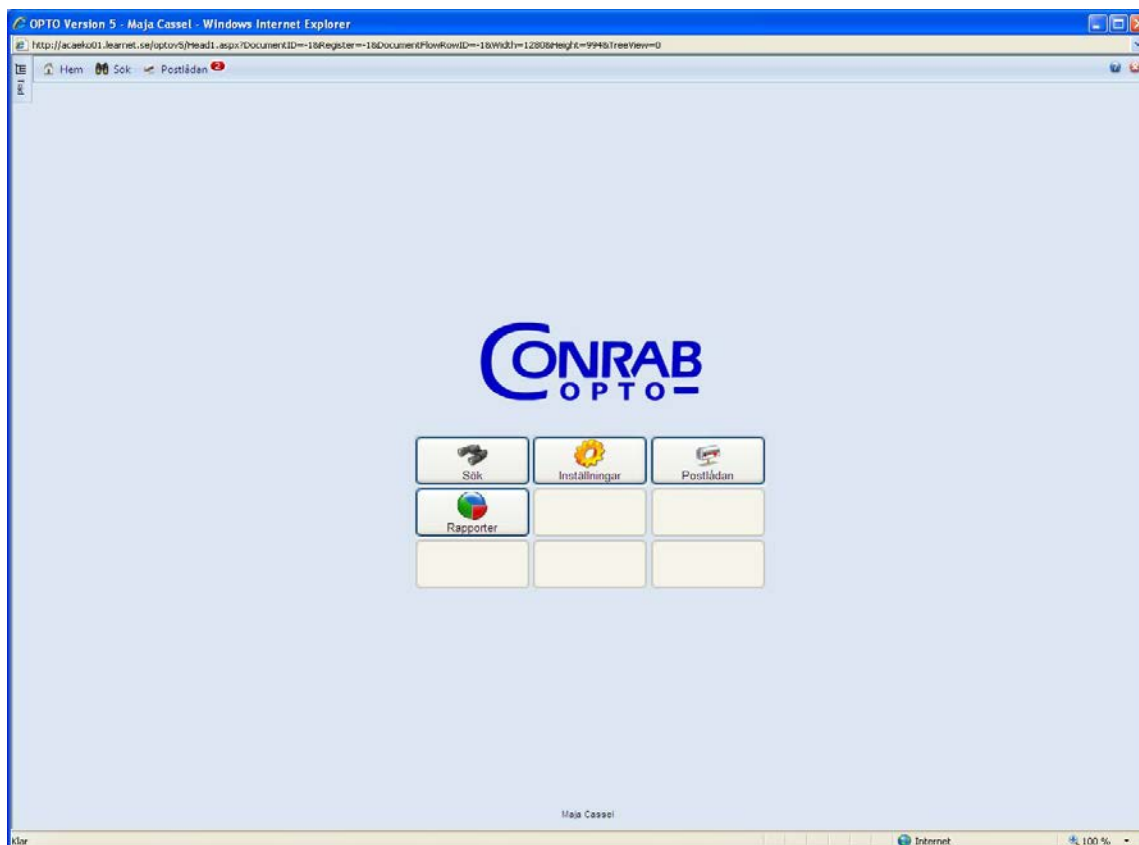 OPTO Version 5 - Maja Cassel - Windows Internet Explorer
http://acaeko01.learnet.se/optov5/Head1.aspx?DocumentID=-1&Register=-1&DocumentFlowRowID=-1&Width=1280&Height=994&TreeView=0
Hem Sök Postlådan 2
CONRAB
OPTO
Sök Inställningar Postlådan
Rapporter
Maja Cassel
Klar Internet 100 %